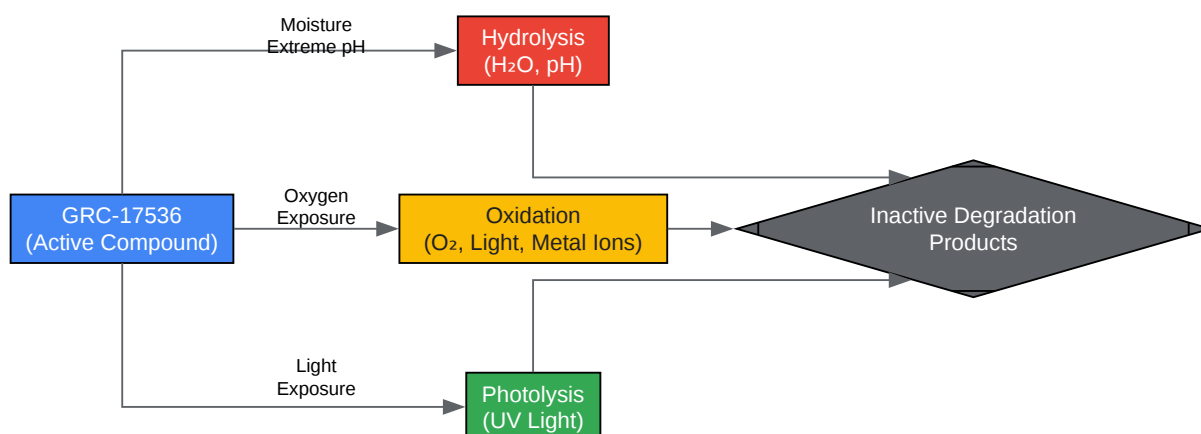 Moisture
Extreme pH
Hydrolysis
(H₂O, pH)
GRC-17536
(Active Compound)
Oxygen
Exposure
Oxidation
(O₂, Light, Metal Ions)
Inactive Degradation
Products
Light
Exposure
Photolysis
(UV Light)